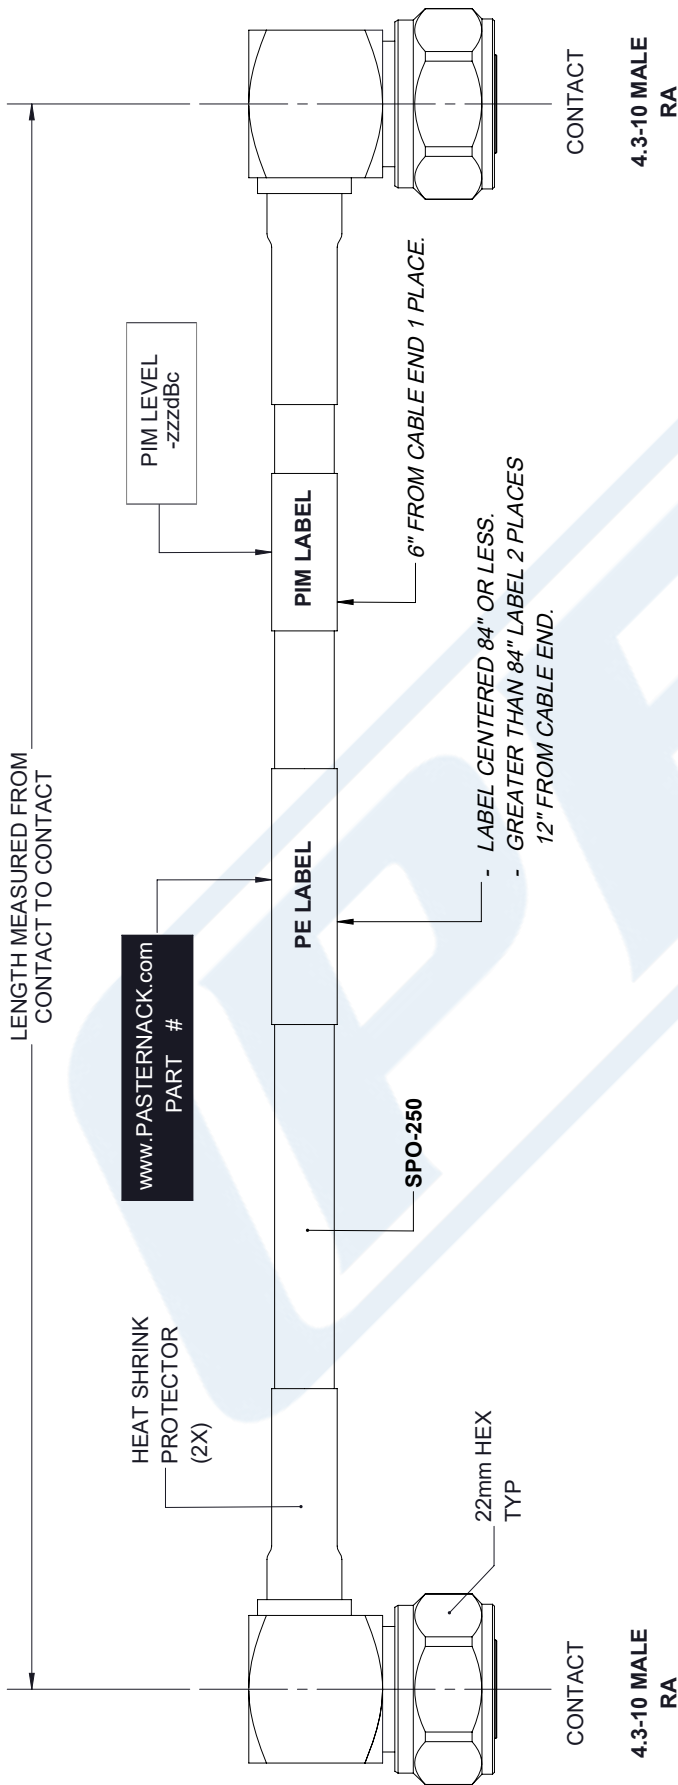 LENGTH MEASURED FROM
CONTACT TO CONTACT
www.PASTERNACK.com
PART #
PIM LEVEL
-zzzdBc
HEAT SHRINK
PROTECTOR
(2X)
PE LABEL
PIM LABEL
SPO-250
6" FROM CABLE END 1 PLACE.
- LABEL CENTERED 84" OR LESS.
- GREATER THAN 84" LABEL 2 PLACES
12" FROM CABLE END.
22mm HEX
TYP
CONTACT
4.3-10 MALE
RA
CONTACT
4.3-10 MALE
RA